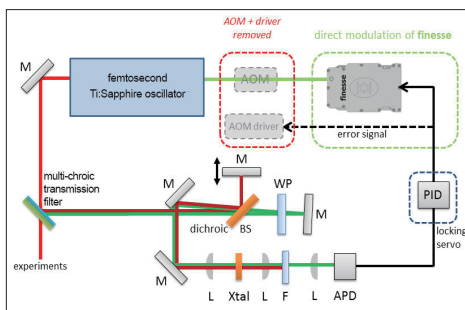 AOM + driver
removed
direct modulation of finesse
M
femtosecond
Ti:Sapphire oscillator
AOM
finesse
AOM driver
error signal
M
M
WP
multi-chroic
transmission
filter
PID
dichroic
BS
M
locking
servo
experiments
M
L
Xtal
L
F
L
APD